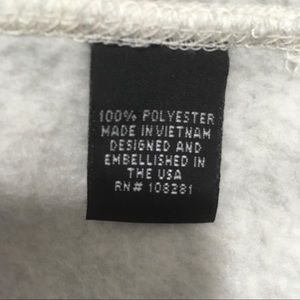 100% POLYESTER
MADE IN VIETNAM
DESIGNED AND
EMBELLISHED IN
THE USA
RN# 108281